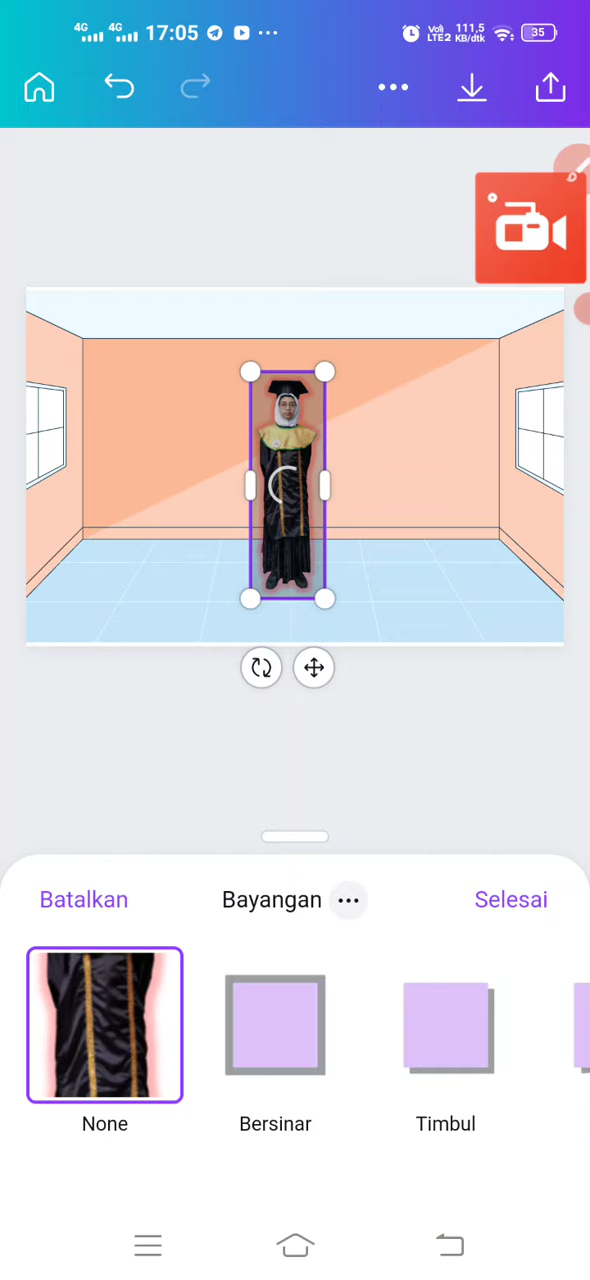 4G 4G 17:05 Vo)) LTE2 111,5 KB/dtk 35
Batalkan Bayangan Selesai
None Bersinar Timbul